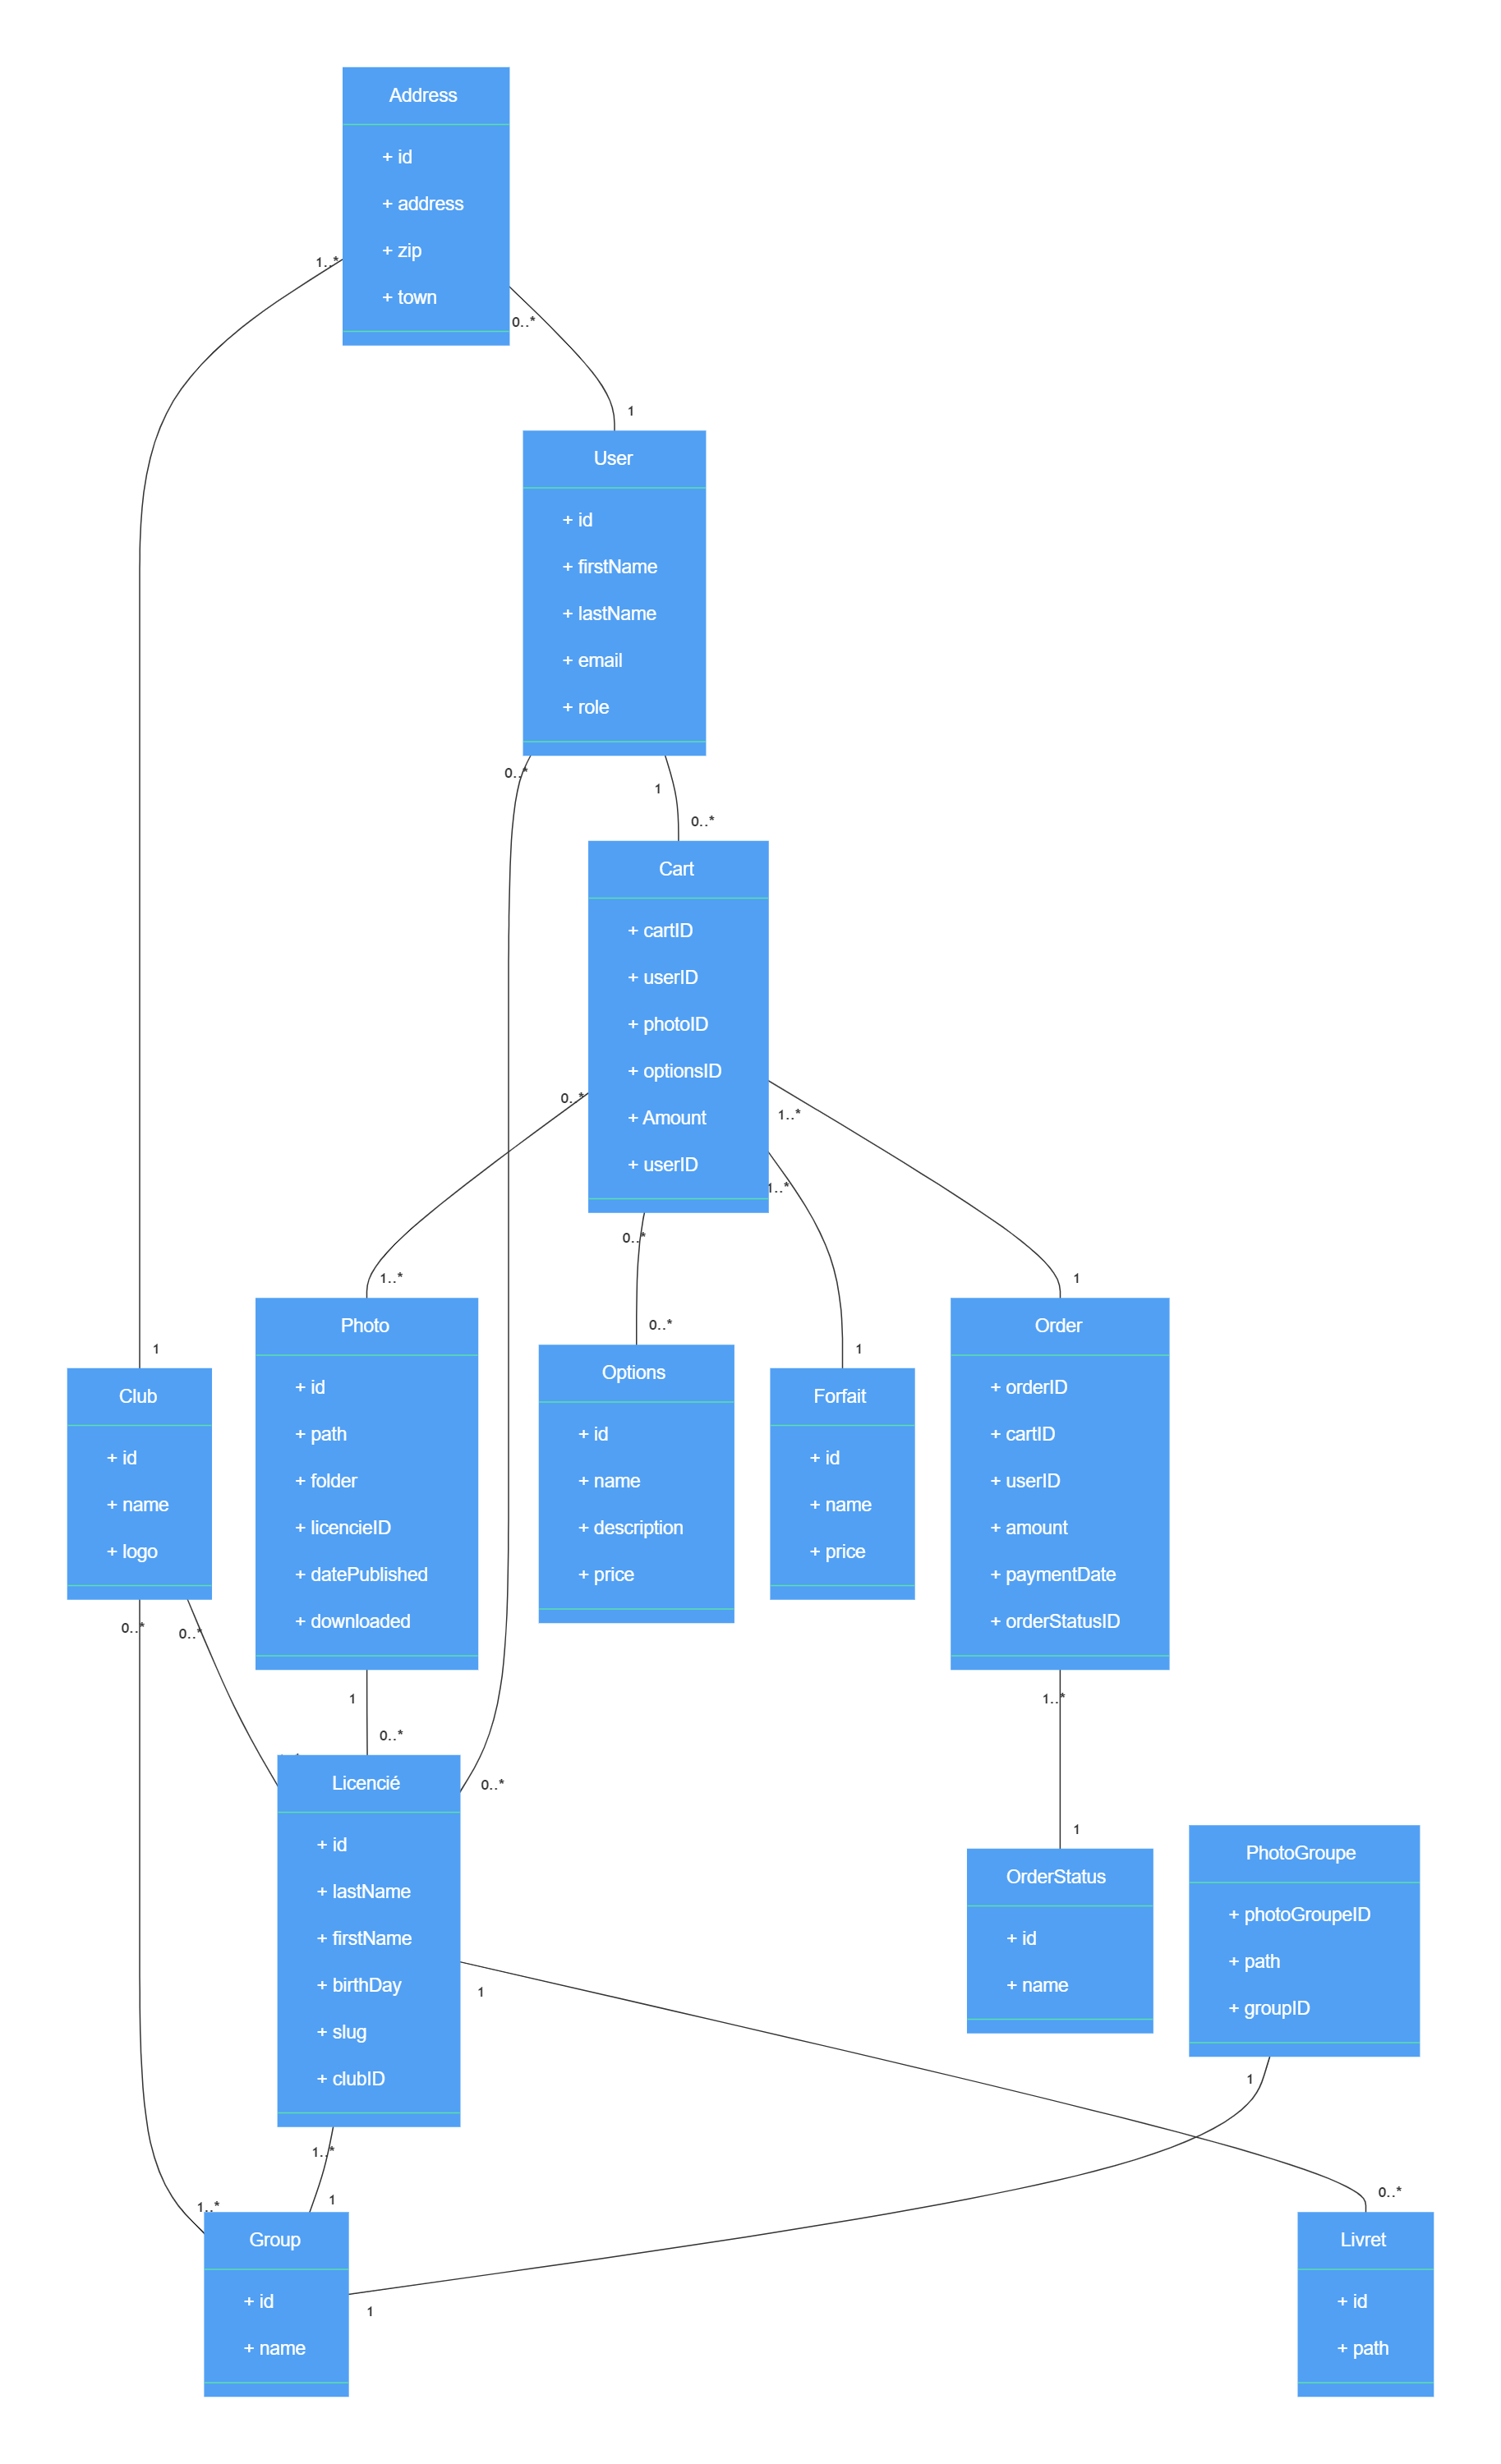 Address
+ id
+ address
+ zip
+ town
1..*
0..*
1
User
+ id
+ firstName
+ lastName
+ email
+ role
0..*
1
0..*
Cart
+ cartID
+ userID
+ photoID
+ optionsID
+ Amount
+ userID
0..*
1..*
1..*
0..*
1..*
0..*
1
1
1
Club
+ id
+ name
+ logo
Photo
+ id
+ path
+ folder
+ licencieID
+ datePublished
+ downloaded
Options
+ id
+ name
+ description
+ price
Forfait
+ id
+ name
+ price
Order
+ orderID
+ cartID
+ userID
+ amount
+ paymentDate
+ orderStatusID
0..*
0..*
1
0..*
0..*
1..*
1
Licencié
+ id
+ lastName
+ firstName
+ birthDay
+ slug
+ clubID
OrderStatus
+ id
+ name
PhotoGroupe
+ photoGroupeID
+ path
+ groupID
1
1
1..*
1
1..*
0..*
Group
+ id
+ name
1
Livret
+ id
+ path